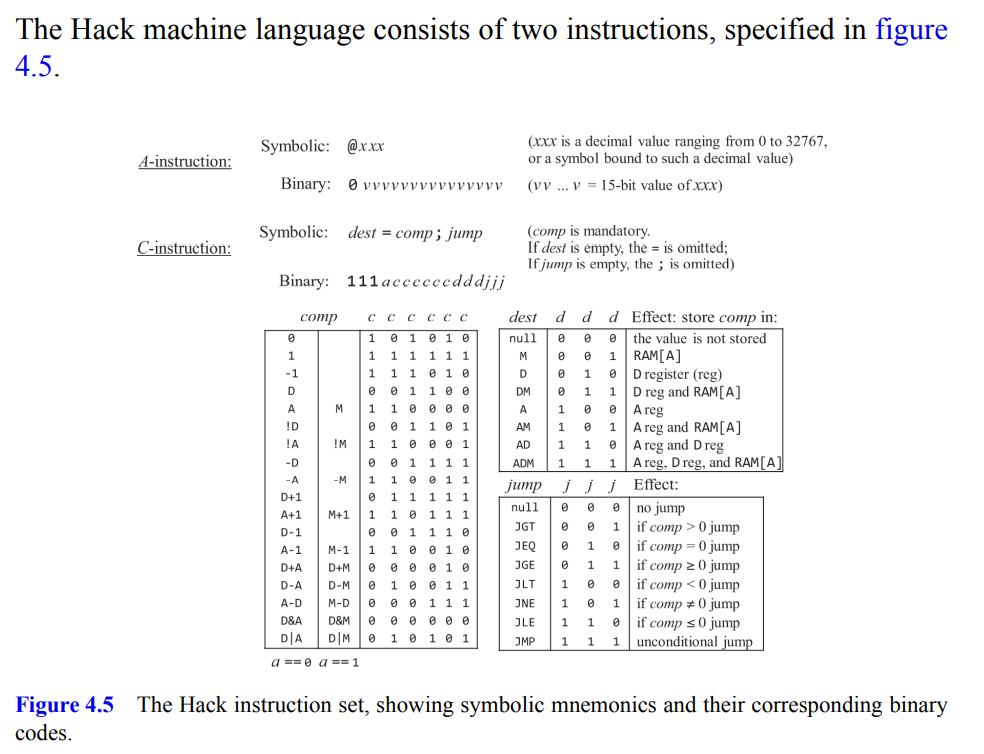 The Hack machine language consists of two instructions, specified in figure
4.5.
A-instruction:
Symbolic: @xxx
(xxx is a decimal value ranging from 0 to 32767,
or a symbol bound to such a decimal value)
Binary: 0 vvvvvvvvvvvvvvv
(vv ... v = 15-bit value of xxx)
C-instruction:
Symbolic: dest = comp ; jump
(comp is mandatory.
If dest is empty, the = is omitted;
If jump is empty, the ; is omitted)
Binary: 111accccccdddjjj
comp c c c c c c
0 1 0 1 0 1 0
1 1 1 1 1 1 1
-1 1 1 1 0 1 0
D 0 0 1 1 0 0
A M 1 1 0 0 0 0
!D 0 0 1 1 0 1
!A !M 1 1 0 0 0 1
-D 0 0 1 1 1 1
-A -M 1 1 0 0 1 1
D+1 0 1 1 1 1 1
A+1 M+1 1 1 0 1 1 1
D-1 0 0 1 1 1 0
A-1 M-1 1 1 0 0 1 0
D+A D+M 0 0 0 0 1 0
D-A D-M 0 1 0 0 1 1
A-D M-D 0 0 0 1 1 1
D&A D&M 0 0 0 0 0 0
D|A D|M 0 1 0 1 0 1
a == 0 a == 1
dest d d d Effect: store comp in:
null 0 0 0 the value is not stored
M 0 0 1 RAM[A]
D 0 1 0 D register (reg)
DM 0 1 1 D reg and RAM[A]
A 1 0 0 A reg
AM 1 0 1 A reg and RAM[A]
AD 1 1 0 A reg and D reg
ADM 1 1 1 A reg, D reg, and RAM[A]
jump j j j Effect:
null 0 0 0 no jump
JGT 0 0 1 if comp > 0 jump
JEQ 0 1 0 if comp = 0 jump
JGE 0 1 1 if comp ≥ 0 jump
JLT 1 0 0 if comp < 0 jump
JNE 1 0 1 if comp ≠ 0 jump
JLE 1 1 0 if comp ≤ 0 jump
JMP 1 1 1 unconditional jump
Figure 4.5 The Hack instruction set, showing symbolic mnemonics and their corresponding binary
codes.